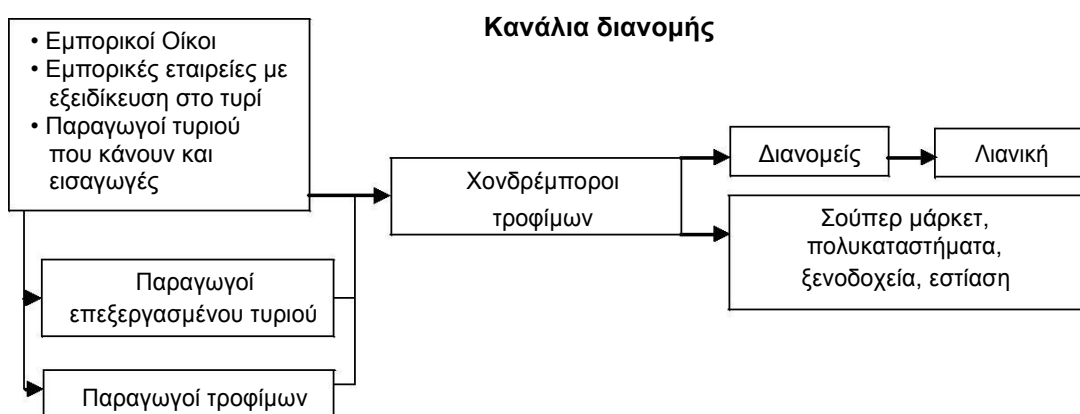 Κανάλια διανομής
• Εμπορικοί Οίκοι
• Εμπορικές εταιρείες με
εξειδίκευση στο τυρί
• Παραγωγοί τυριού
που κάνουν και
εισαγωγές
Χονδρέμποροι
τροφίμων
Διανομείς
Λιανική
Σούπερ μάρκετ,
πολυκαταστήματα,
ξενοδοχεία, εστίαση
Παραγωγοί
επεξεργασμένου τυριού
Παραγωγοί τροφίμων